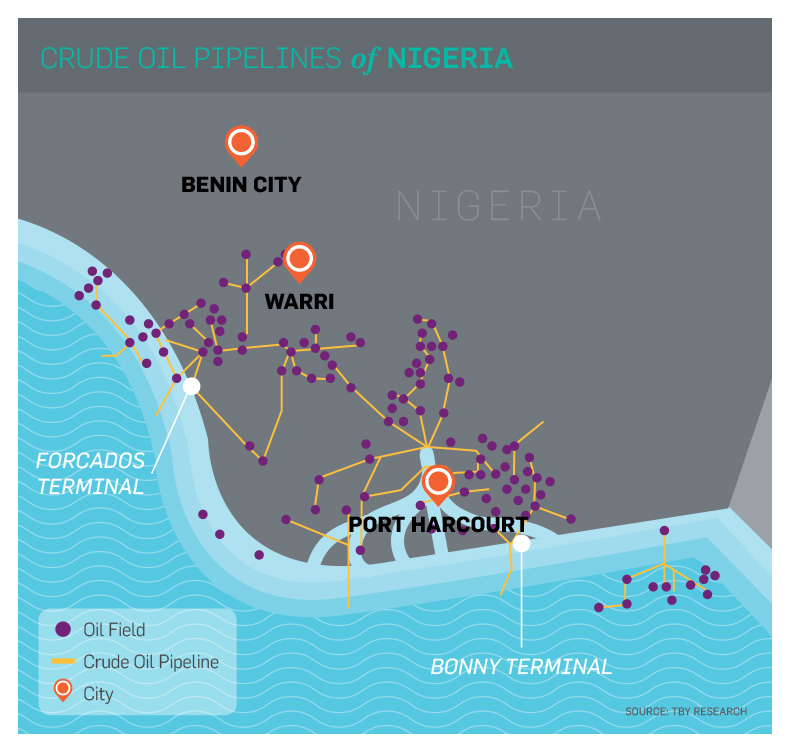 CRUDE OIL PIPELINES of NIGERIA
BENIN CITY
NIGERIA
WARRI
FORCADOS
TERMINAL
PORT HARCOURT
Oil Field
Crude Oil Pipeline
City
BONNY TERMINAL
SOURCE: TBY RESEARCH